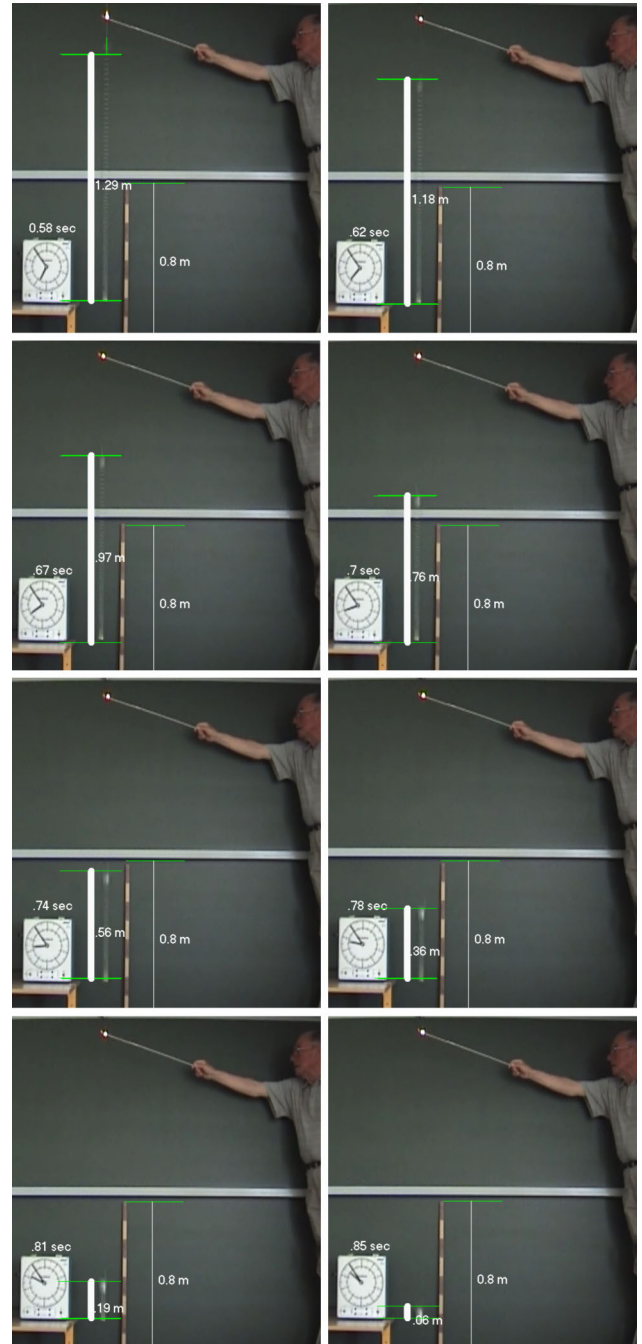 1.29 m
0.58 sec
0.8 m
1.18 m
.62 sec
0.8 m
.97 m
.67 sec
0.8 m
.76 m
.7 sec
0.8 m
.74 sec
.56 m
0.8 m
.78 sec
.36 m
0.8 m
.81 sec
.19 m
0.8 m
.85 sec
.06 m
0.8 m